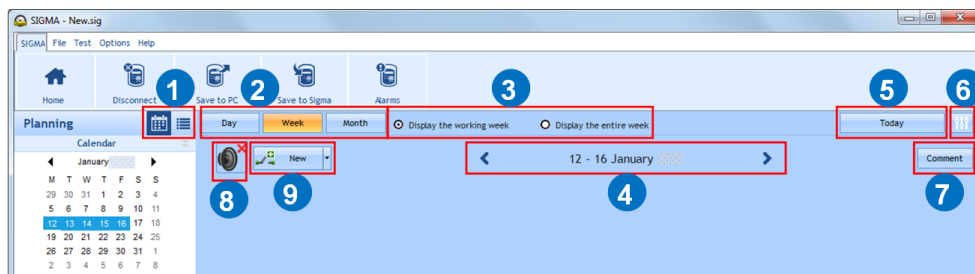 SIGMA - New.sig
SIGMA File Test Options Help
Home Disconnect Save to PC Save to Sigma Alarms
1 2 3 5 6
Planning Day Week Month Display the working week Display the entire week Today
Calendar
January
New 12 - 16 January Comment
8 9 4 7
M T W T F S S
29 30 31 1 2 3 4
5 6 7 8 9 10 11
12 13 14 15 16 17 18
19 20 21 22 23 24 25
26 27 28 29 30 31 1
2 3 4 5 6 7 8